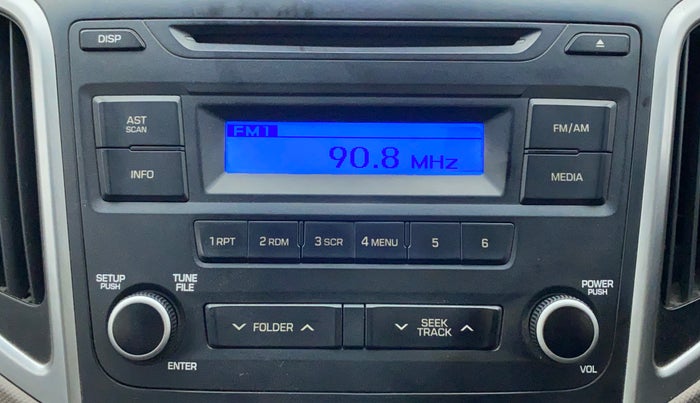 DISP
AST
SCAN
FM1
FM/AM
90.8 MHz
INFO
MEDIA
1 RPT 2 RDM 3 SCR 4 MENU 5 6
SETUP
PUSH
TUNE
FILE
POWER
PUSH
FOLDER
SEEK
TRACK
ENTER
VOL